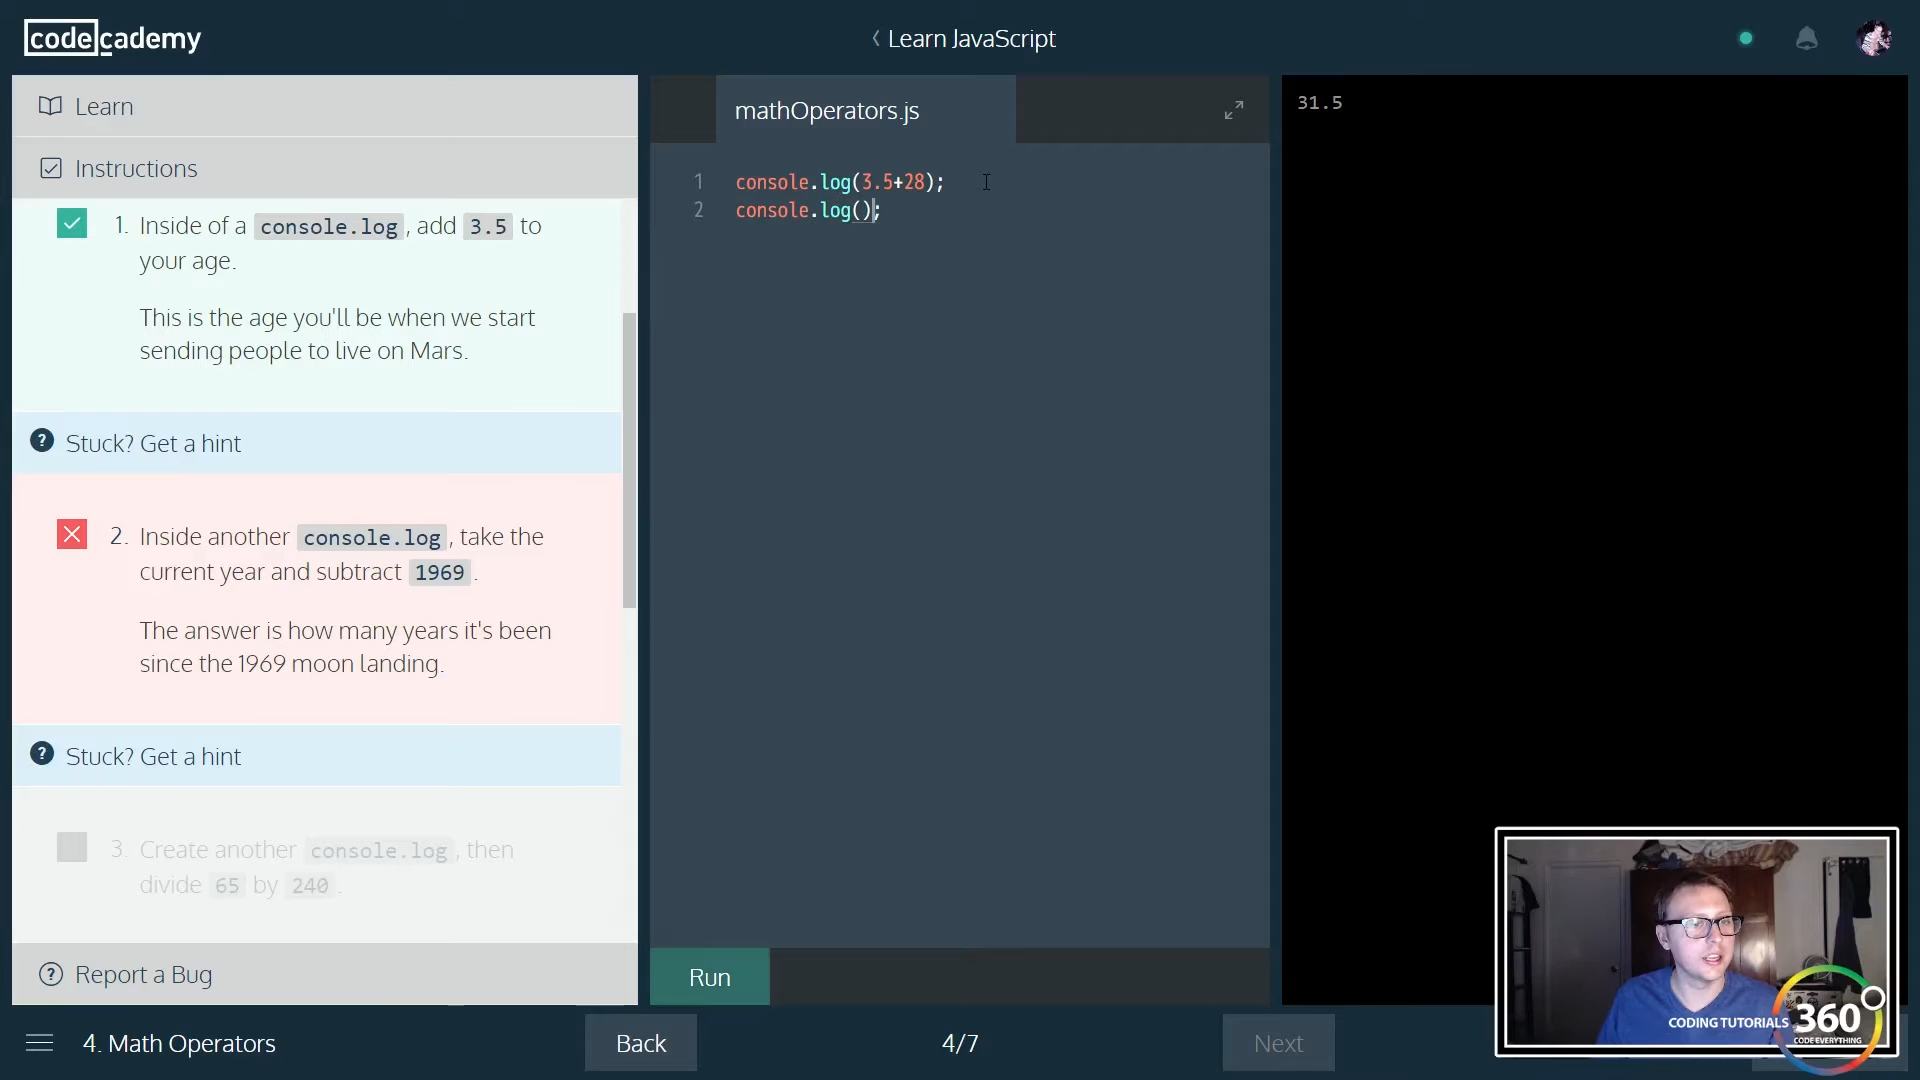 codecademy
Learn JavaScript
Learn
Instructions
1. Inside of a console.log, add 3.5 to
your age.
This is the age you'll be when we start
sending people to live on Mars.
Stuck? Get a hint
2. Inside another console.log, take the
current year and subtract 1969.
The answer is how many years it's been
since the 1969 moon landing.
Stuck? Get a hint
3. Create another console.log, then
divide 65 by 240.
Report a Bug
mathOperators.js
1 console.log(3.5+28);
2 console.log();
Run
31.5
4. Math Operators
Back
4/7
Next
CODING TUTORIALS 360
CODE EVERYTHING